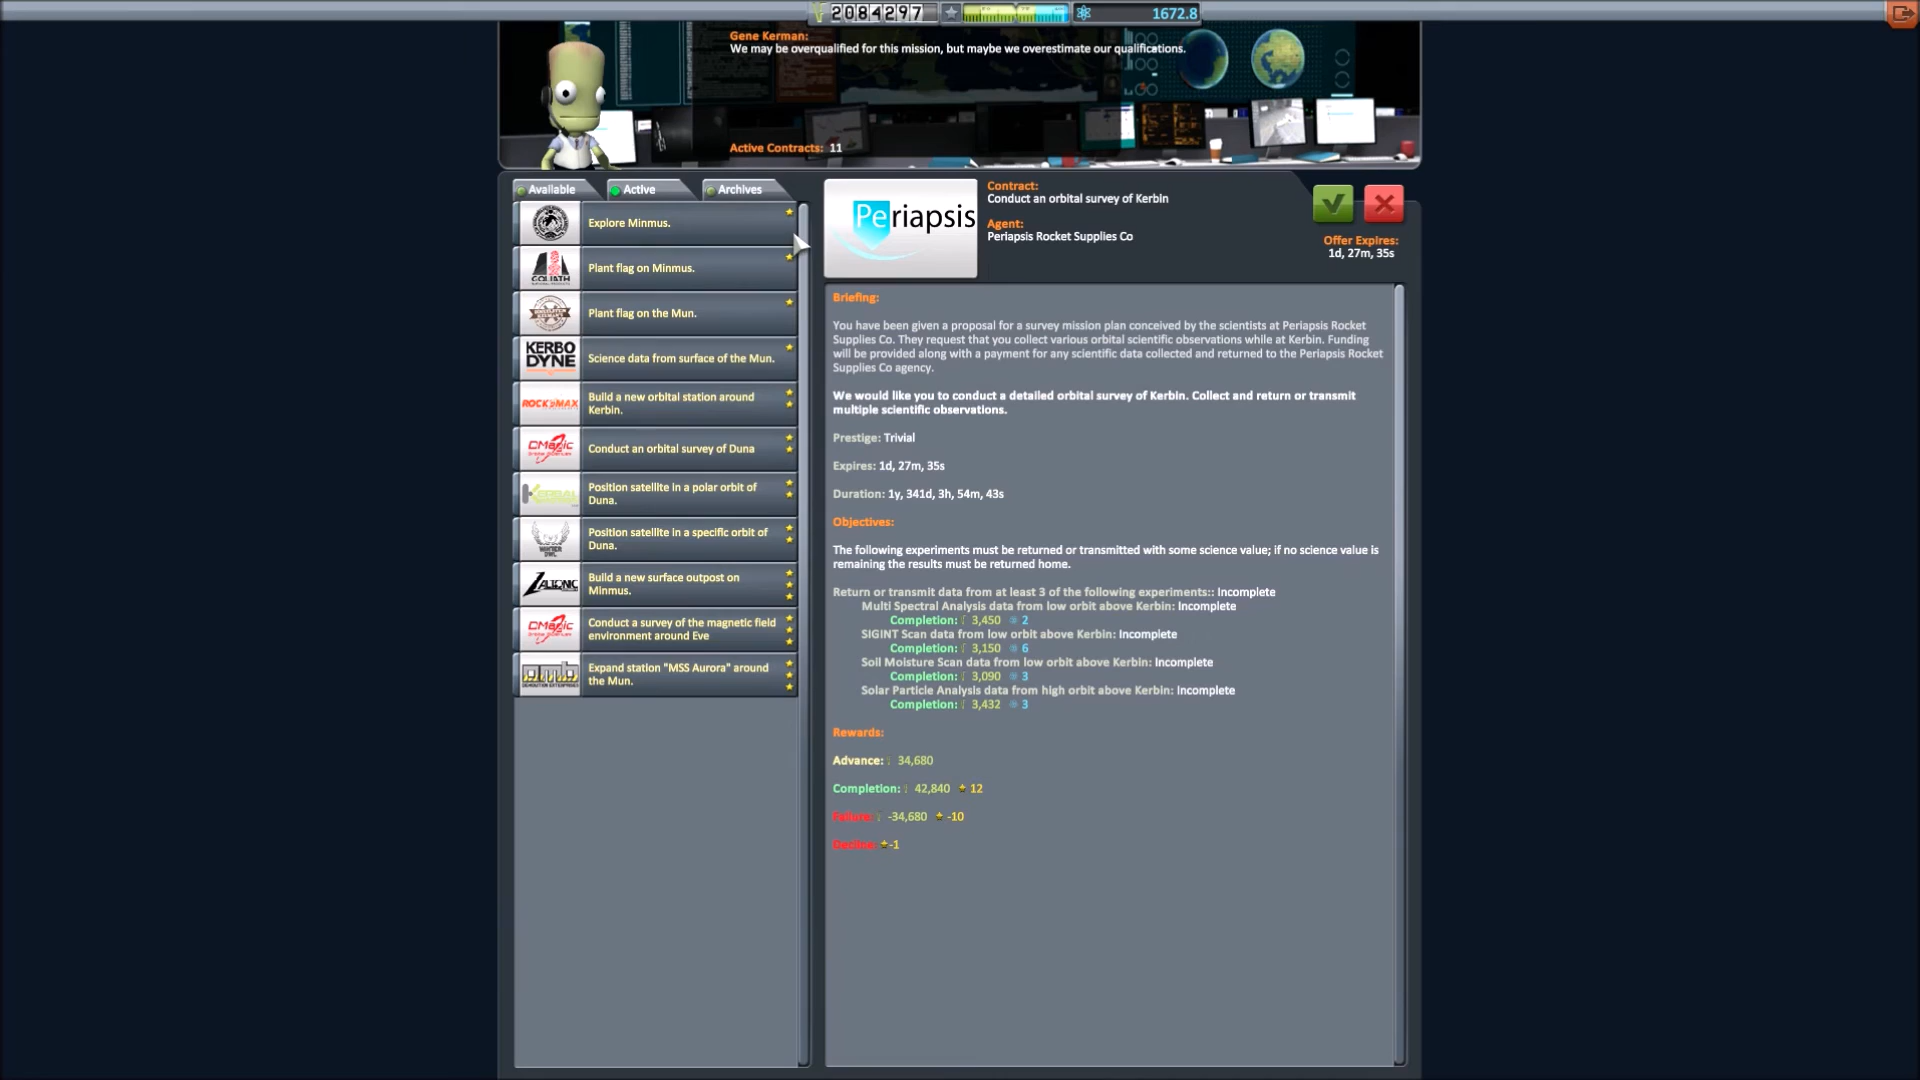 2084297
1672.8
Gene Kerman:
We may be overqualified for this mission, but maybe we overestimate our qualifications.
Active Contracts: 11
Available
Active
Archives
Explore Minmus.
GOLIATH
Plant flag on Minmus.
Plant flag on the Mun.
KERBO
DYNE
Science data from surface of the Mun.
ROCKOMAX
Build a new orbital station around
Kerbin.
Conduct an orbital survey of Duna
KERBAL
Position satellite in a polar orbit of
Duna.
WINTER
OWL
Position satellite in a specific orbit of
Duna.
Build a new surface outpost on
Minmus.
Conduct a survey of the magnetic field
environment around Eve
Expand station "MSS Aurora" around
the Mun.
Periapsis
Contract:
Conduct an orbital survey of Kerbin
Agent:
Periapsis Rocket Supplies Co
Offer Expires:
1d, 27m, 35s
Briefing:
You have been given a proposal for a survey mission plan conceived by the scientists at Periapsis Rocket
Supplies Co. They request that you collect various orbital scientific observations while at Kerbin. Funding
will be provided along with a payment for any scientific data collected and returned to the Periapsis Rocket
Supplies Co agency.
We would like you to conduct a detailed orbital survey of Kerbin. Collect and return or transmit
multiple scientific observations.
Prestige: Trivial
Expires: 1d, 27m, 35s
Duration: 1y, 341d, 3h, 54m, 43s
Objectives:
The following experiments must be returned or transmitted with some science value; if no science value is
remaining the results must be returned home.
Return or transmit data from at least 3 of the following experiments:: Incomplete
Multi Spectral Analysis data from low orbit above Kerbin: Incomplete
Completion: 3,450 2
SIGINT Scan data from low orbit above Kerbin: Incomplete
Completion: 3,150 6
Soil Moisture Scan data from low orbit above Kerbin: Incomplete
Completion: 3,090 3
Solar Particle Analysis data from high orbit above Kerbin: Incomplete
Completion: 3,432 3
Rewards:
Advance: 34,680
Completion: 42,840 12
Failure: -34,680 -10
Decline: -1